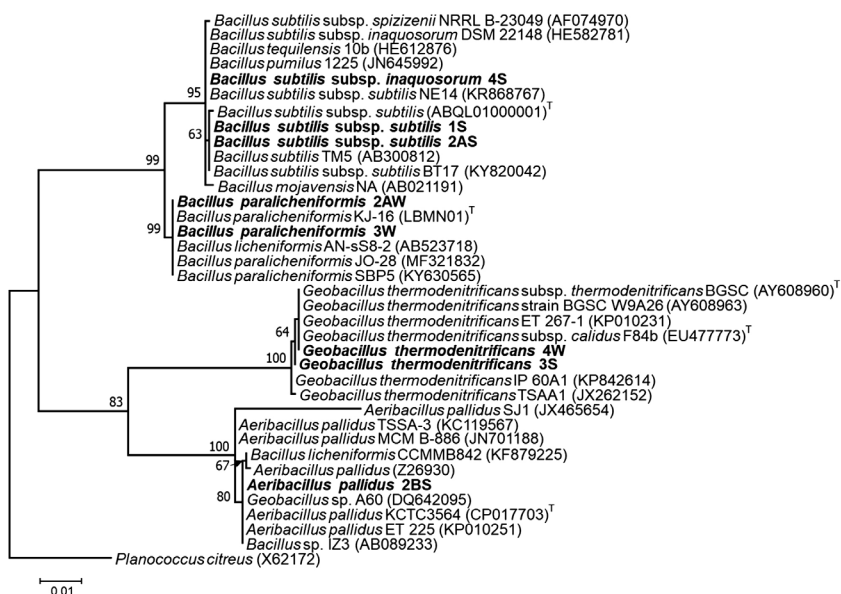 Bacillus subtilis subsp. spizizenii NRRL B-23049 (AF074970)
Bacillus subtilis subsp. inaquosorum DSM 22148 (HE582781)
Bacillus tequilensis 10b (HE612876)
Bacillus pumilus 1225 (JN645992)
Bacillus subtilis subsp. inaquosorum 4S
95
Bacillus subtilis subsp. subtilis NE14 (KR868767)
Bacillus subtilis subsp. subtilis (ABQL01000001)T
Bacillus subtilis subsp. subtilis 1S
63
Bacillus subtilis subsp. subtilis 2AS
Bacillus subtilis TM5 (AB300812)
99
Bacillus subtilis subsp. subtilis BT17 (KY820042)
Bacillus mojavensis NA (AB021191)
Bacillus paralicheniformis 2AW
Bacillus paralicheniformis KJ-16 (LBMN01)T
99
Bacillus paralicheniformis 3W
Bacillus licheniformis AN-sS8-2 (AB523718)
Bacillus paralicheniformis JO-28 (MF321832)
Bacillus paralicheniformis SBP5 (KY630565)
Geobacillus thermodenitrificans subsp. thermodenitrificans BGSC (AY608960)T
Geobacillus thermodenitrificans strain BGSC W9A26 (AY608963)
Geobacillus thermodenitrificans ET 267-1 (KP010231)
64
Geobacillus thermodenitrificans subsp. calidus F84b (EU477773)T
Geobacillus thermodenitrificans 4W
100
Geobacillus thermodenitrificans 3S
Geobacillus thermodenitrificans IP 60A1 (KP842614)
Geobacillus thermodenitrificans TSAA1 (JX262152)
83
Aeribacillus pallidus SJ1 (JX465654)
Aeribacillus pallidus TSSA-3 (KC119567)
Aeribacillus pallidus MCM B-886 (JN701188)
100
Bacillus licheniformis CCMMB842 (KF879225)
67
Aeribacillus pallidus (Z26930)
Aeribacillus pallidus 2BS
80
Geobacillus sp. A60 (DQ642095)
Aeribacillus pallidus KCTC3564 (CP017703)T
Aeribacillus pallidus ET 225 (KP010251)
Bacillus sp. IZ3 (AB089233)
Planococcus citreus (X62172)
0.01